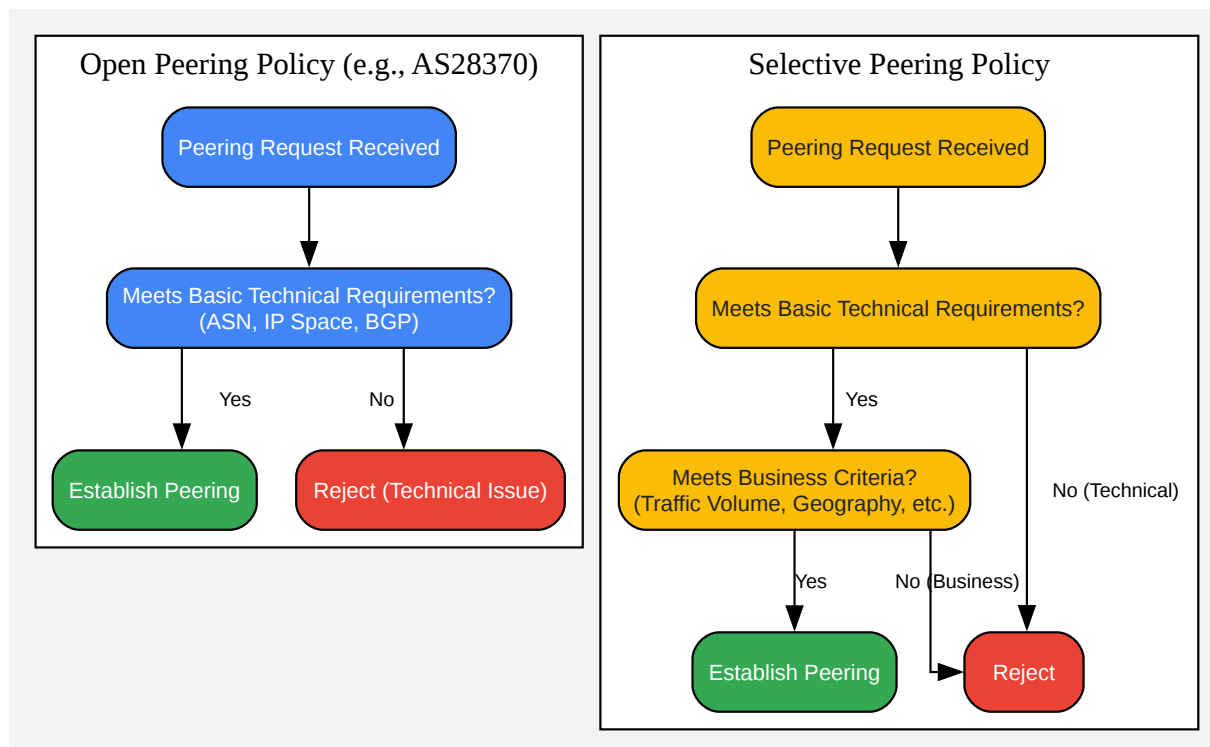 Open Peering Policy (e.g., AS28370)
Peering Request Received
Meets Basic Technical Requirements?
(ASN, IP Space, BGP)
Yes
No
Establish Peering
Reject (Technical Issue)
Selective Peering Policy
Peering Request Received
Meets Basic Technical Requirements?
Yes
Meets Business Criteria?
(Traffic Volume, Geography, etc.)
No (Technical)
Yes
No (Business)
Establish Peering
Reject